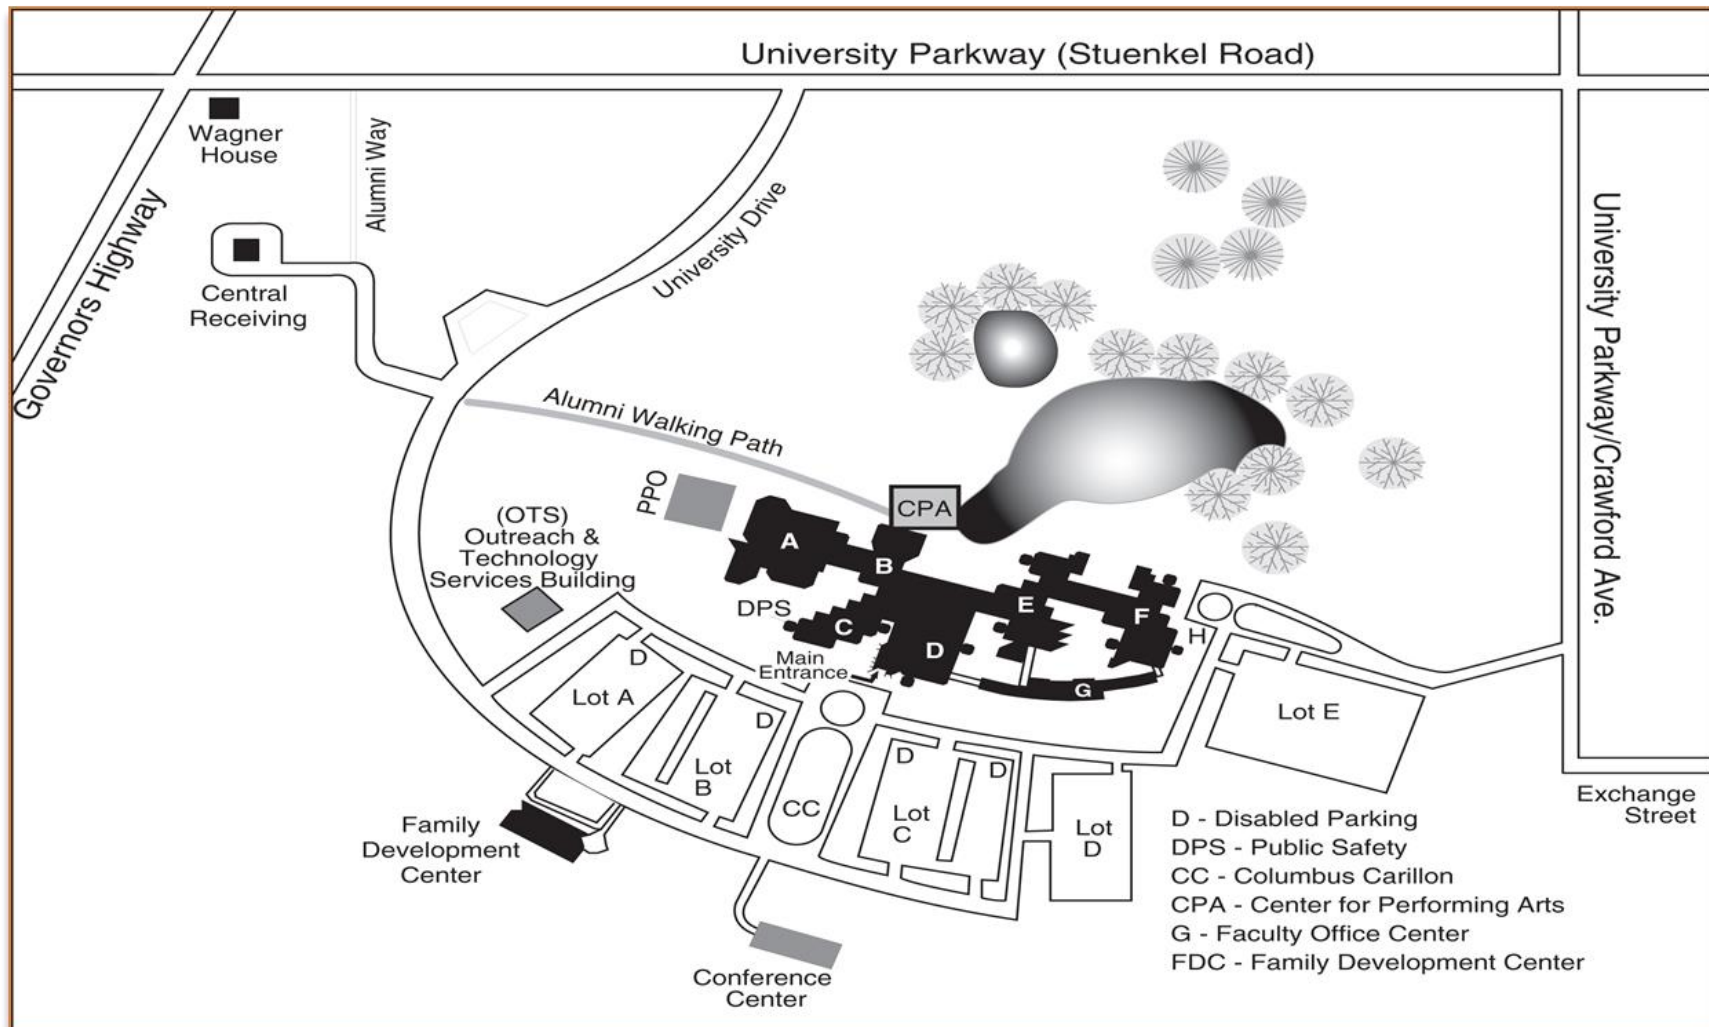 University Parkway (Stuenkel Road)
Wagner
House
Alumni Way
Governors Highway
University Drive
University Parkway/Crawford Ave.
Central
Receiving
Alumni Walking Path
PPO
CPA
(OTS)
Outreach &
Technology
Services Building
A
B
E
F
DPS
C
D
H
Main
Entrance
G
D
Lot A
D
Lot
B
CC
D
D
Lot
C
Lot
D
Lot E
Exchange
Street
Family
Development
Center
Conference
Center
D - Disabled Parking
DPS - Public Safety
CC - Columbus Carillon
CPA - Center for Performing Arts
G - Faculty Office Center
FDC - Family Development Center